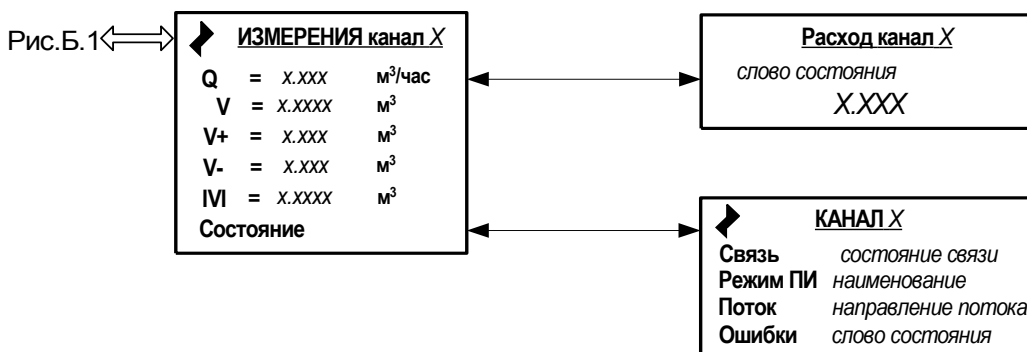 Рис.Б.1
ИЗМЕРЕНИЯ канал X
Q = x.xxx м³/час
V = x.xxxx м³
V+ = x.xxx м³
V- = x.xxx м³
IVI = x.xxxx м³
Состояние
Расход канал X
слово состояния
X.XXX
КАНАЛ X
Связь состояние связи
Режим ПИ наименование
Поток направление потока
Ошибки слово состояния